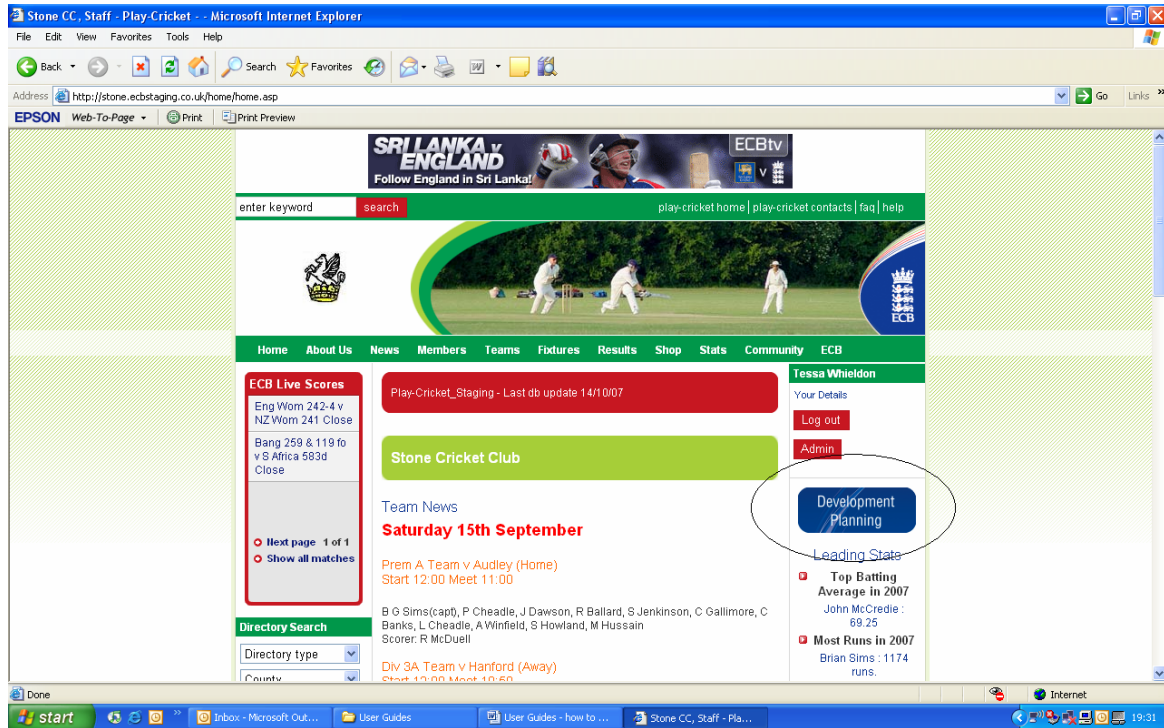 Stone CC, Staff - Play-Cricket - - Microsoft Internet Explorer
File Edit View Favorites Tools Help
Back Search Favorites
Address http://stone.ecbstaging.co.uk/home/home.asp Go Links »
EPSON Web-To-Page Print Print Preview
SRI LANKA v
ENGLAND
Follow England in Sri Lanka!
ECBtv
v
enter keyword search play-cricket home | play-cricket contacts | faq | help
ECB
Home About Us News Members Teams Fixtures Results Shop Stats Community ECB
ECB Live Scores
Eng Wom 242-4 v
NZ Wom 241 Close
Bang 259 & 119 fo
v S Africa 583d
Close
Next page 1 of 1
Show all matches
Directory Search
Directory type
County
Play-Cricket_Staging - Last db update 14/10/07
Stone Cricket Club
Team News
Saturday 15th September
Prem A Team v Audley (Home)
Start 12:00 Meet 11:00
B G Sims(capt), P Cheadle, J Dawson, R Ballard, S Jenkinson, C Gallimore, C
Banks, L Cheadle, A Winfield, S Howland, M Hussain
Scorer: R McDuell
Div 3A Team v Hanford (Away)
Start 12:00 Meet 10:50
Tessa Whieldon
Your Details
Log out
Admin
Development
Planning
Leading Stats
Top Batting
Average in 2007
John McCredie :
69.25
Most Runs in 2007
Brian Sims : 1174
runs.
Done Internet
start » Inbox - Microsoft Out... User Guides User Guides - how to ... Stone CC, Staff - Pla... 19:31